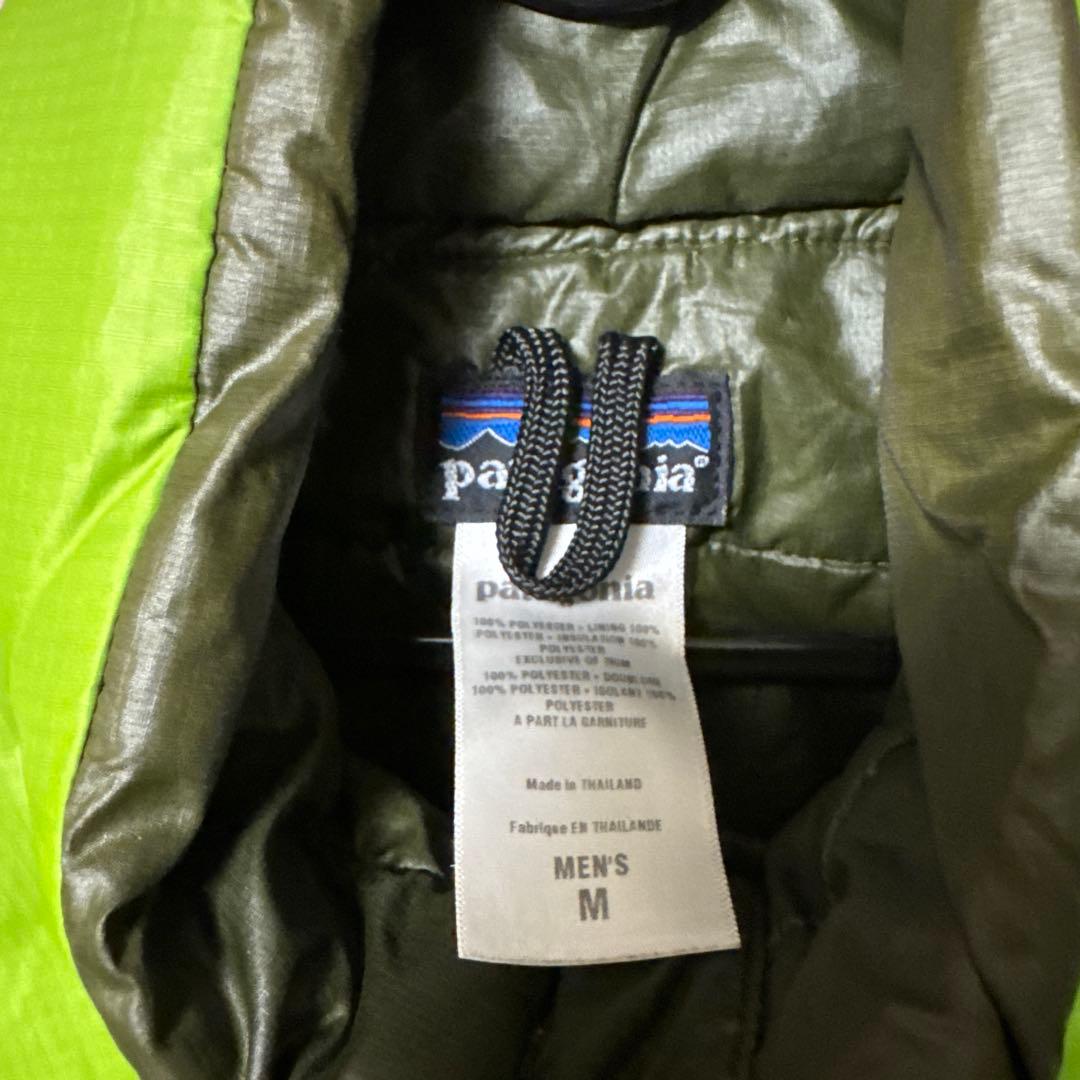 patagonia®
patagonia
100% POLYESTER • LINING 100%
POLYESTER • INSULATION 100%
POLYESTER
EXCLUSIVE OF TRIM
100% POLYESTER • DOUBLURE
100% POLYESTER • ISOLANT 100%
POLYESTER
A PART LA GARNITURE
Made in THAILAND
Fabrique EN THAILANDE
MEN'S
M